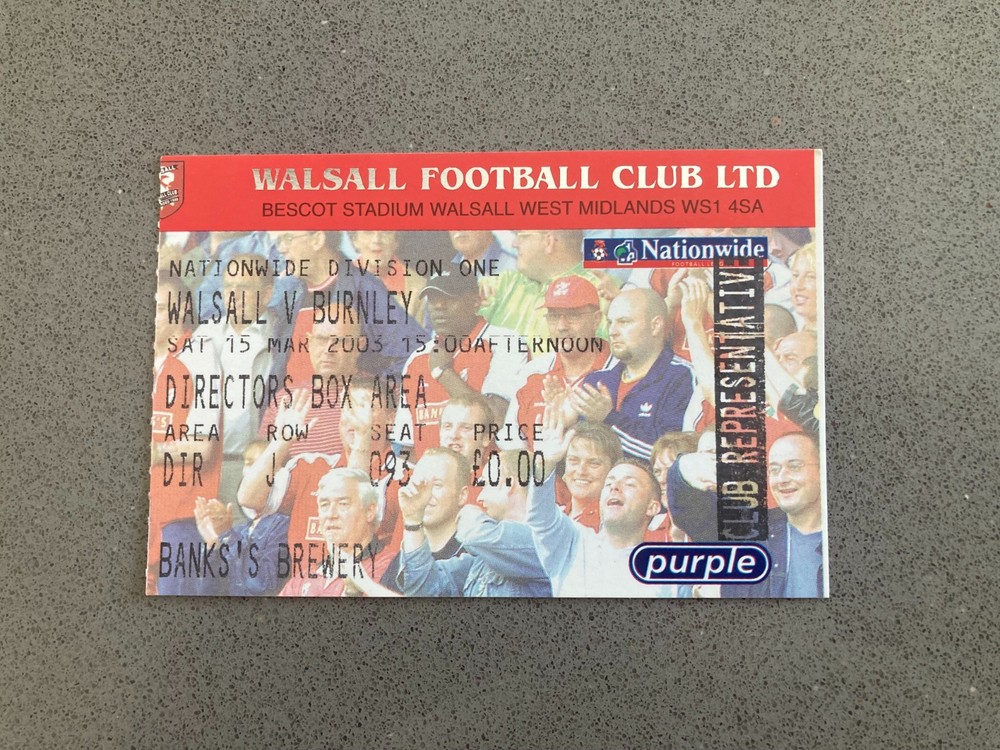 WALSALL FOOTBALL CLUB LTD
BESCOT STADIUM WALSALL WEST MIDLANDS WS1 4SA
Nationwide
FOOTBALL
NATIONWIDE DIVISION ONE
WALSALL V BURNLEY
SAT 15 MAR 2003 15:00AFTERNOON
DIRECTORS BOX AREA
AREA ROW SEAT PRICE
DIR J 093 £0.00
BANKS'S BREWERY
CLUB REPRESENTATIVE
purple